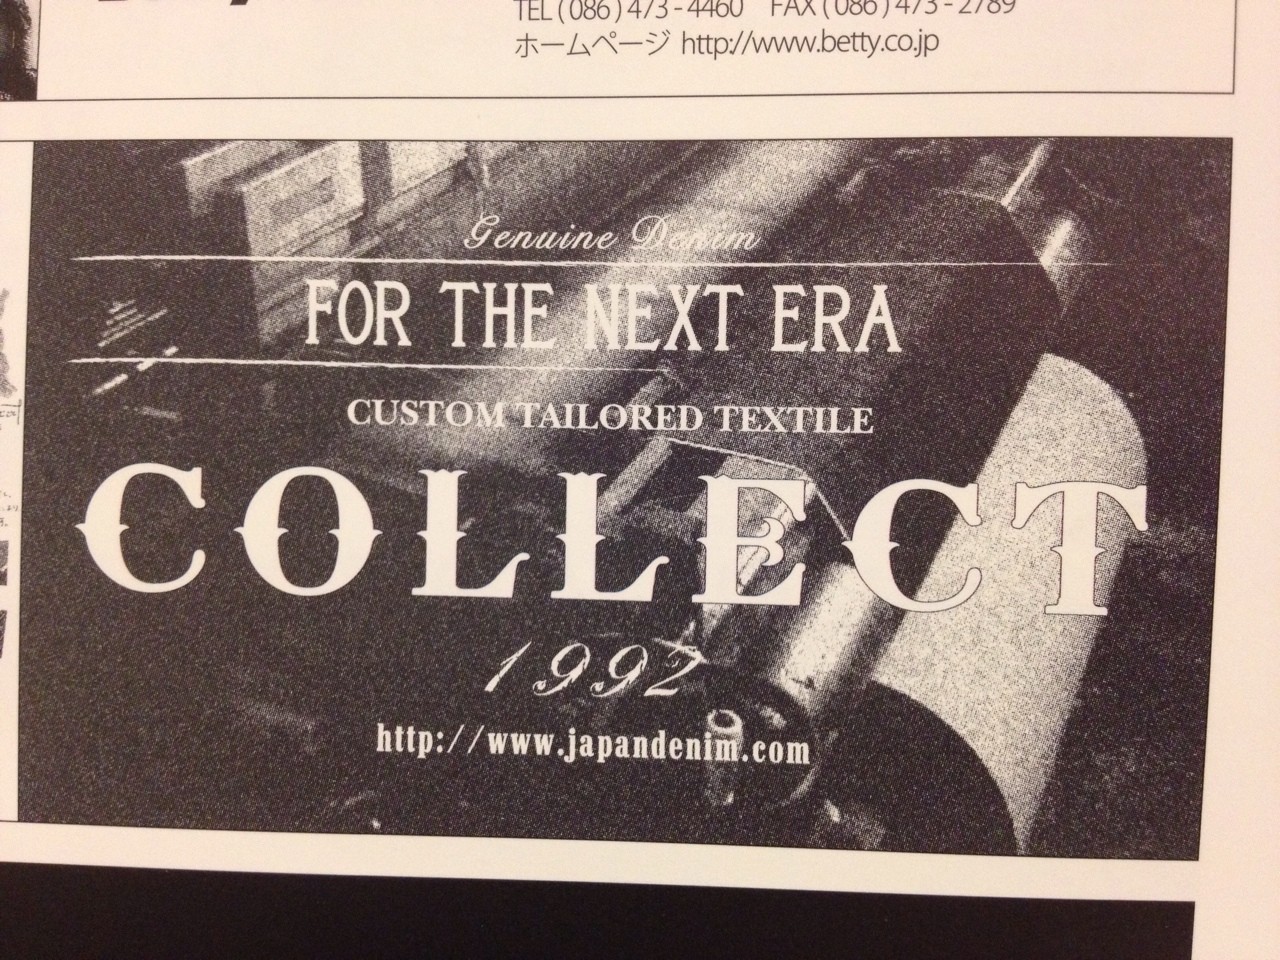 TEL (086) 473-4460 FAX (086) 473-2789
ホームページ http://www.betty.co.jp
Genuine Denim
FOR THE NEXT ERA
CUSTOM TAILORED TEXTILE
COLLECT
1992
http://www.japandenim.com